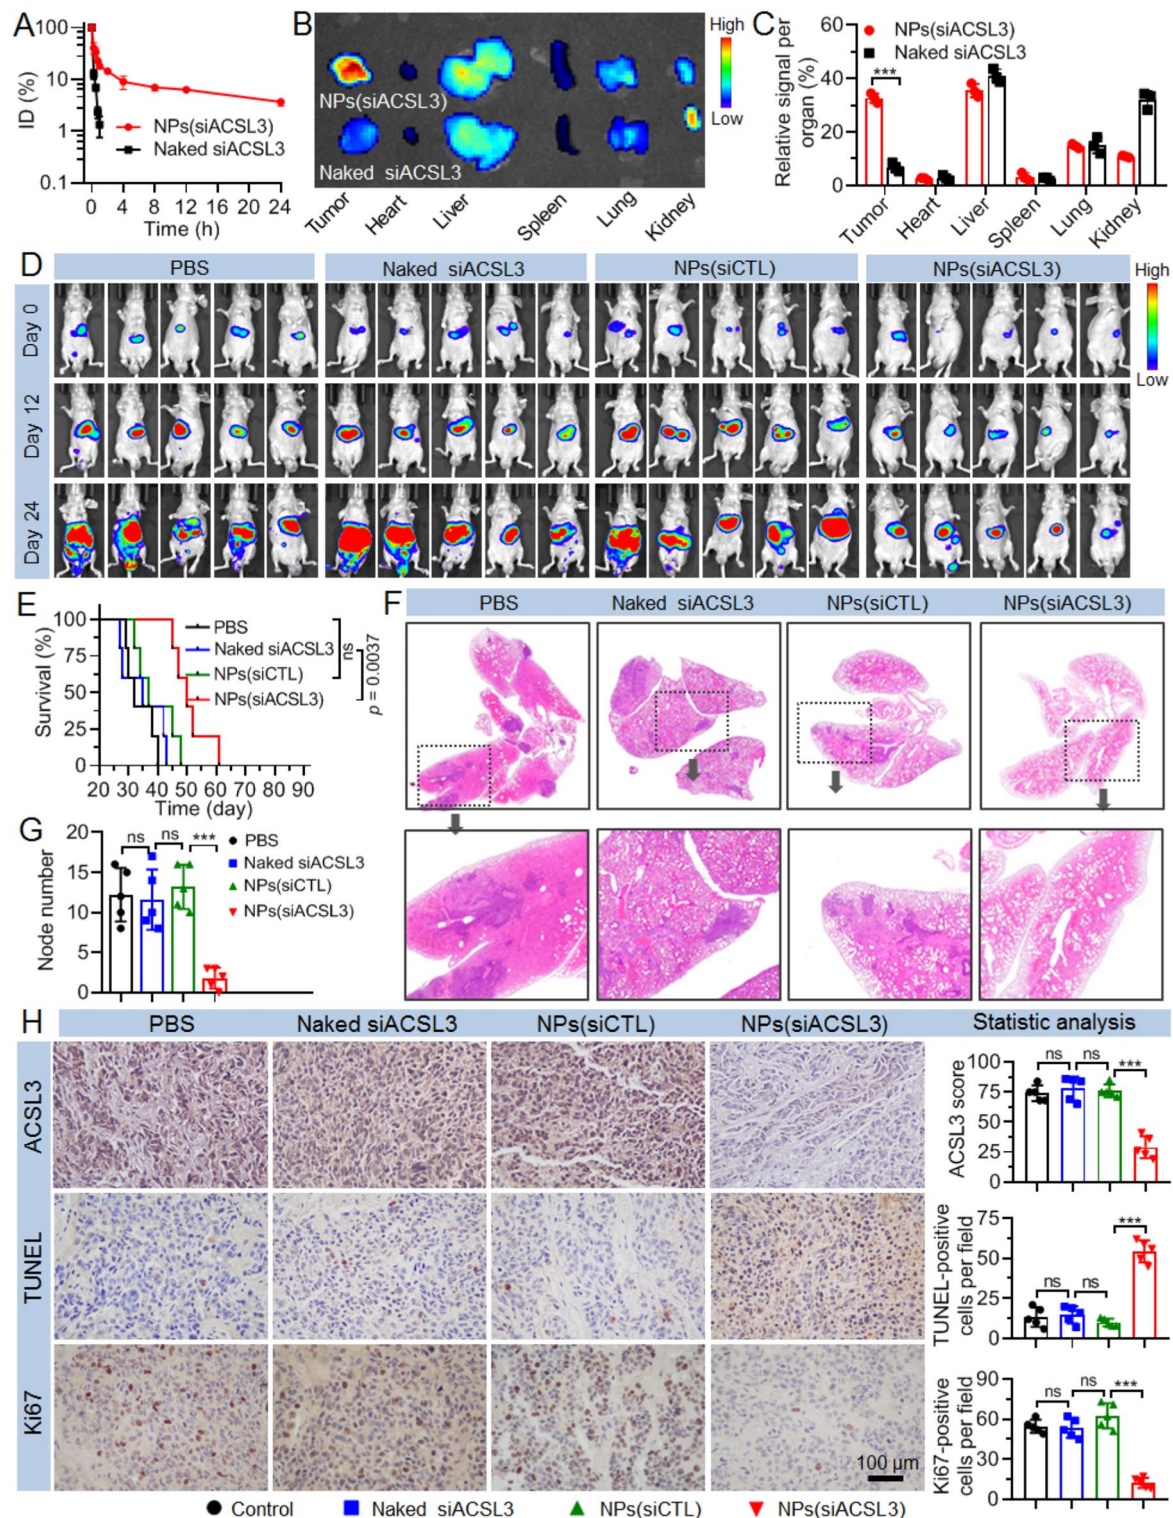 A
ID (%)
100
10
1
0.1
NPs(siACSL3)
Naked siACSL3
0 4 8 12 16 20 24
Time (h)
B
NPs(siACSL3)
Naked siACSL3
High
Low
Tumor Heart Liver Spleen Lung Kidney
C
Relative signal per
organ (%)
60
40
20
0
NPs(siACSL3)
Naked siACSL3
***
Tumor Heart Liver Spleen Lung Kidney
D
PBS Naked siACSL3 NPs(siCTL) NPs(siACSL3)
High
Low
Day 0
Day 12
Day 24
E
Survival (%)
100
75
50
25
0
PBS
Naked siACSL3
NPs(siCTL)
NPs(siACSL3)
ns
p = 0.0037
20 30 40 50 60 70 80 90
Time (day)
F
PBS Naked siACSL3 NPs(siCTL) NPs(siACSL3)
G
Node number
20
15
10
5
0
ns ns ***
PBS
Naked siACSL3
NPs(siCTL)
NPs(siACSL3)
H
PBS Naked siACSL3 NPs(siCTL) NPs(siACSL3) Statistic analysis
ACSL3
ACSL3 score
100
75
50
25
0
ns ns ***
TUNEL
TUNEL-positive
cells per field
75
50
25
0
ns ns ***
Ki67
100 μm
Ki67-positive
cells per field
90
60
30
0
ns ns ***
Control Naked siACSL3 NPs(siCTL) NPs(siACSL3)